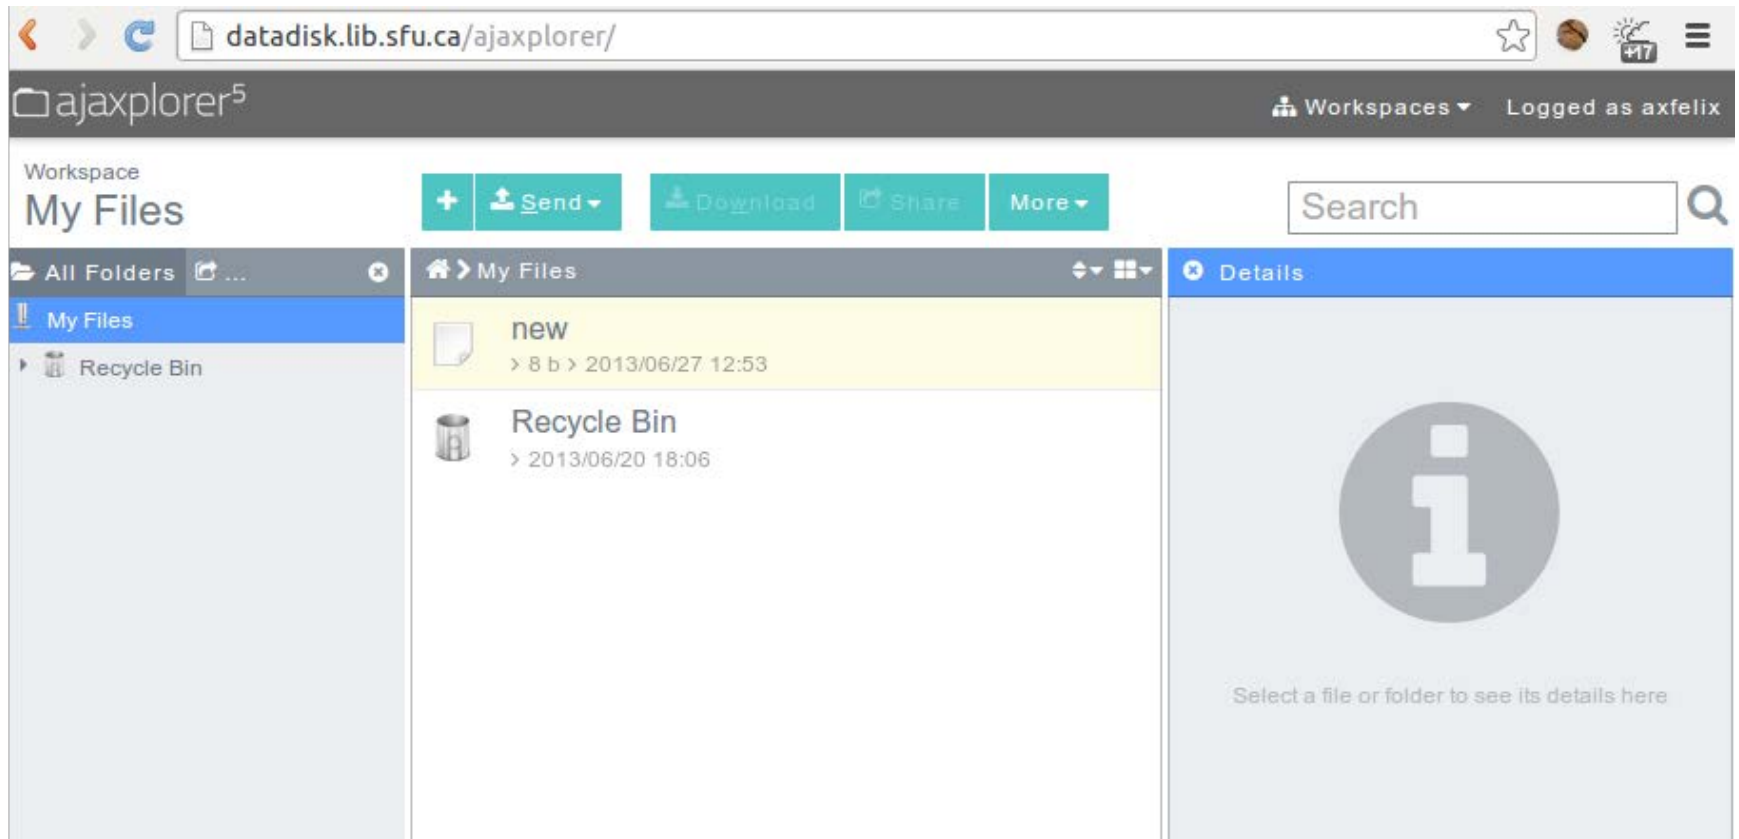 datadisk.lib.sfu.ca/ajaxplorer/
+17
ajaxplorer5
Workspaces
Logged as axfelix
Workspace
My Files
+ Send
Download
Share
More
Search
All Folders ...
My Files
Details
My Files
Recycle Bin
new
> 8 b > 2013/06/27 12:53
Recycle Bin
> 2013/06/20 18:06
Select a file or folder to see its details here